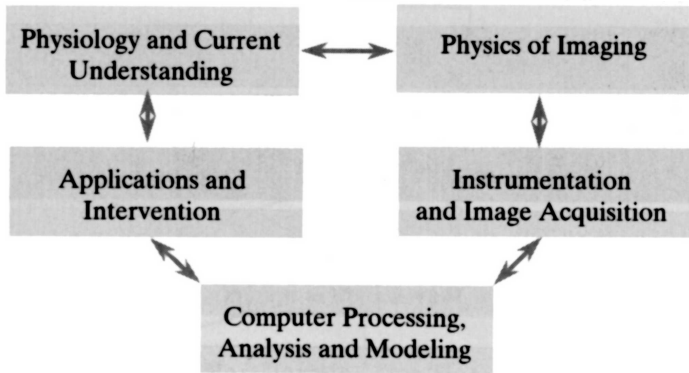 Physiology and Current
Understanding
Physics of Imaging
Applications and
Intervention
Instrumentation
and Image Acquisition
Computer Processing,
Analysis and Modeling